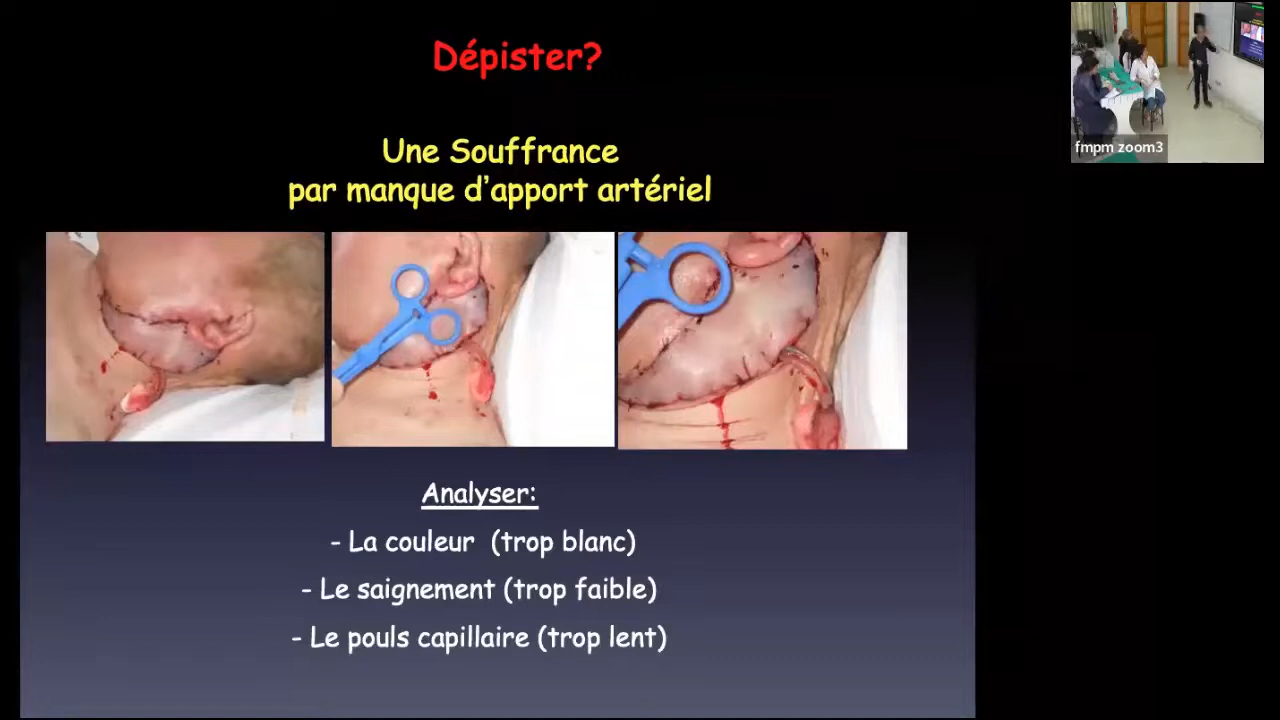 Dépister?
fmpm zoom3
Une Souffrance
par manque d'apport artériel
Analyser:
- La couleur (trop blanc)
- Le saignement (trop faible)
- Le pouls capillaire (trop lent)